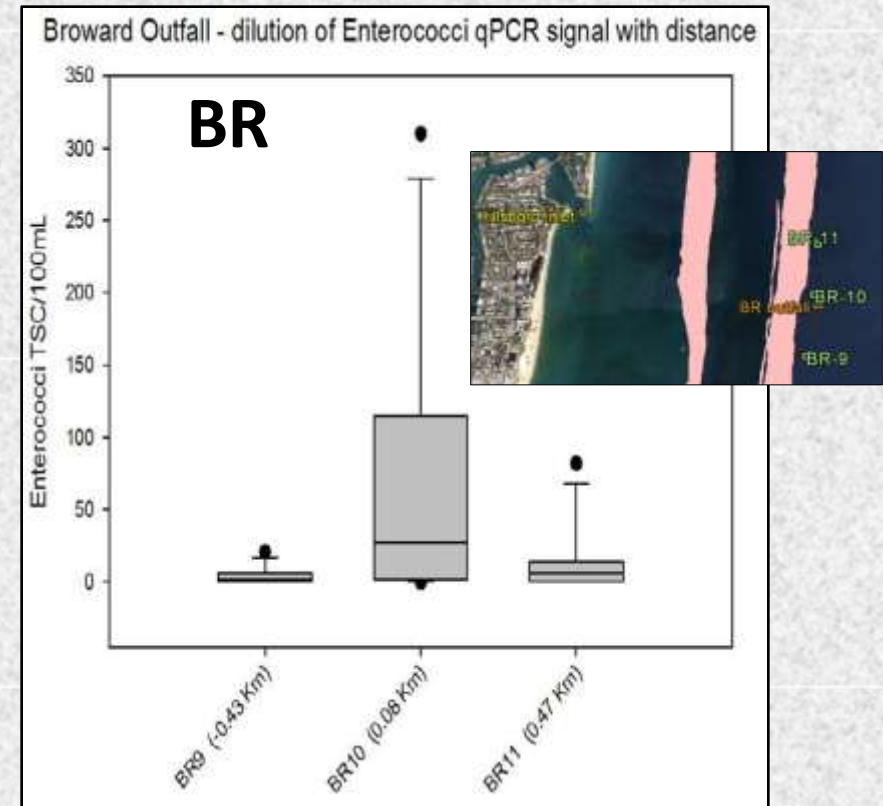 Broward Outfall - dilution of Enterococci qPCR signal with distance
BR
Enterococci TSC/100mL
350
300
250
200
150
100
50
0
BR9 (-0.43 Km)
BR10 (0.08 Km)
BR11 (0.47 Km)
Hillsboro Inlet
11
BR-10
BR outfall
BR-9